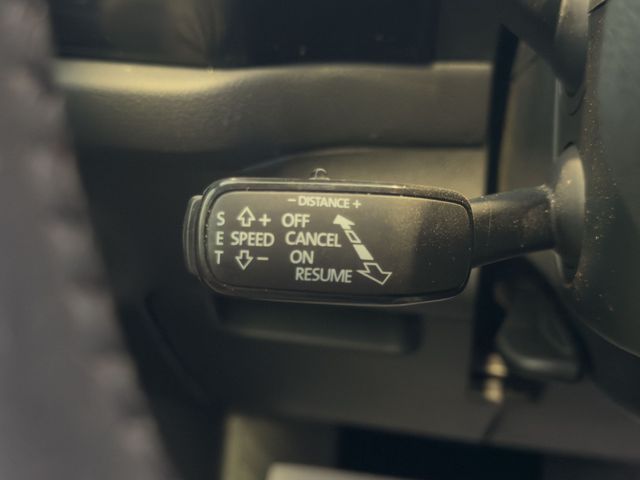 - DISTANCE +
S + OFF
E SPEED CANCEL
T - ON
RESUME